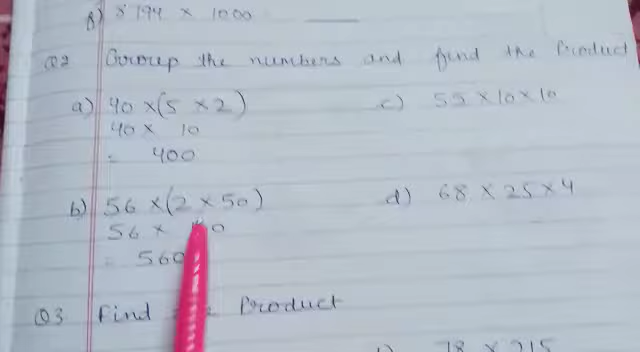 8) 8194 × 1000
Q2 Group the numbers and find the Product
a) 40 × (5 × 2)
c) 55 × 10 × 10
40 × 10
= 400
b) 56 × (2 × 50)
d) 68 × 25 × 4
56 ×
= 560
Q3 Find Product
78 × 215